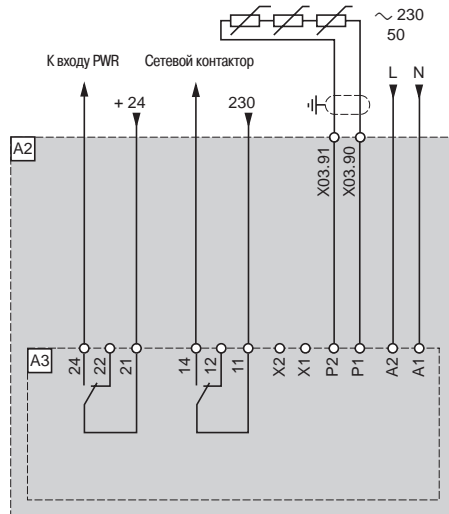 ~ 230
50
К входу PWR Сетевой контактор
L N
+ 24 230
A2
X03.91 X03.90
A3
24 22 21 14 12 11 X2 X1 P2 P1 A2 A1